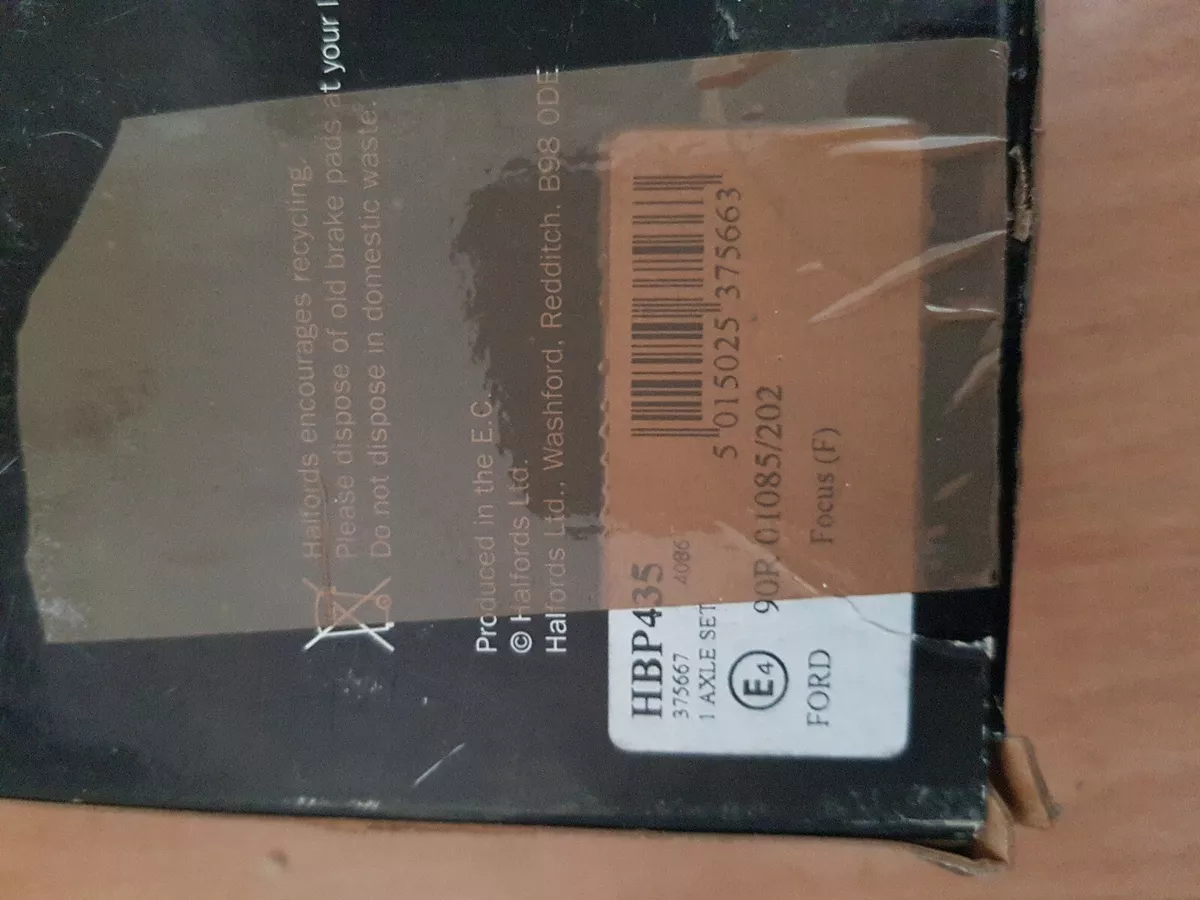 Halfords encourages recycling.
Please dispose of old brake pads at your
Do not dispose in domestic waste.
Produced in the E.C.
© Halfords Ltd.
Halfords Ltd., Washford, Redditch. B98 0DE
HBP435
375667 4086
1 AXLE SET
5 015025 375663
E4 90R 01085/202
FORD Focus (F)